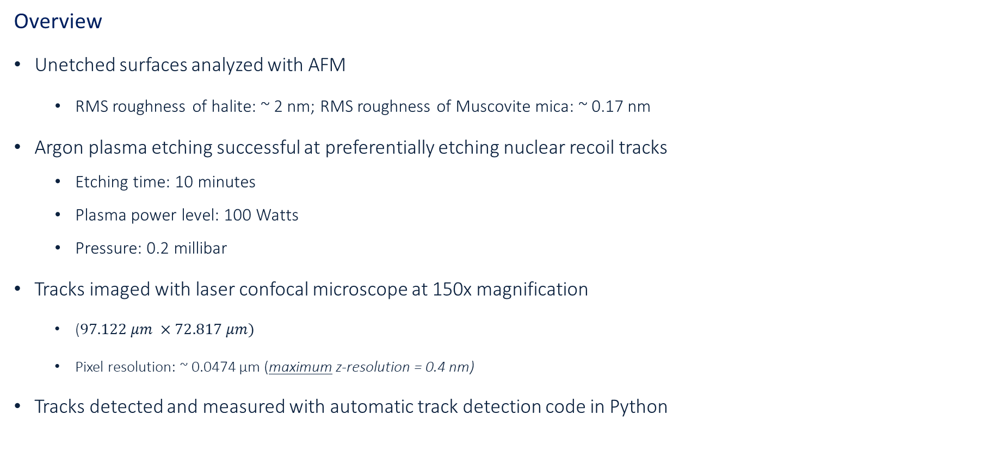 Overview
• Unetched surfaces analyzed with AFM
• RMS roughness of halite: ~ 2 nm; RMS roughness of Muscovite mica: ~ 0.17 nm
• Argon plasma etching successful at preferentially etching nuclear recoil tracks
• Etching time: 10 minutes
• Plasma power level: 100 Watts
• Pressure: 0.2 millibar
• Tracks imaged with laser confocal microscope at 150x magnification
• (97.122 μm × 72.817 μm)
• Pixel resolution: ~ 0.0474 μm (maximum z-resolution = 0.4 nm)
• Tracks detected and measured with automatic track detection code in Python